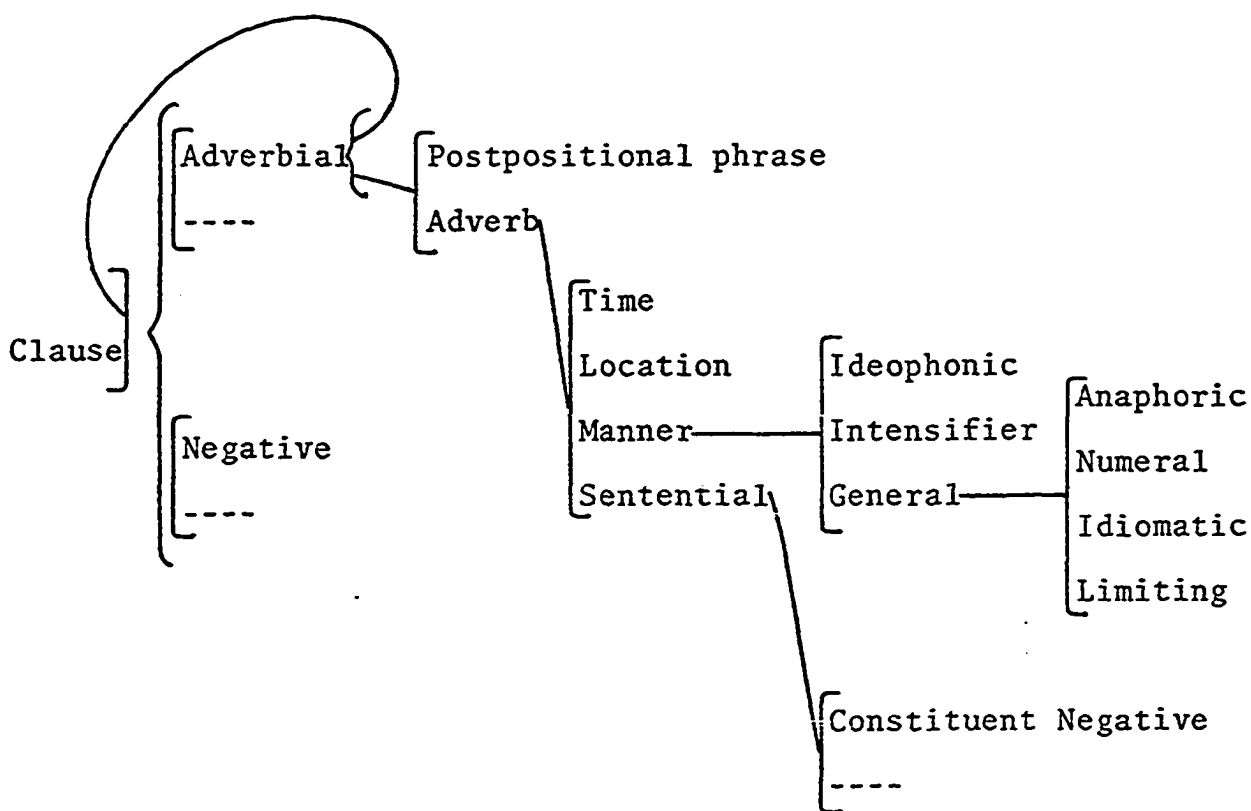 Adverbial
----
Postpositional phrase
Adverb
Clause
Negative
----
Time
Location
Manner
Sentential
Ideophonic
Intensifier
General
Anaphoric
Numeral
Idiomatic
Limiting
Constituent Negative
----